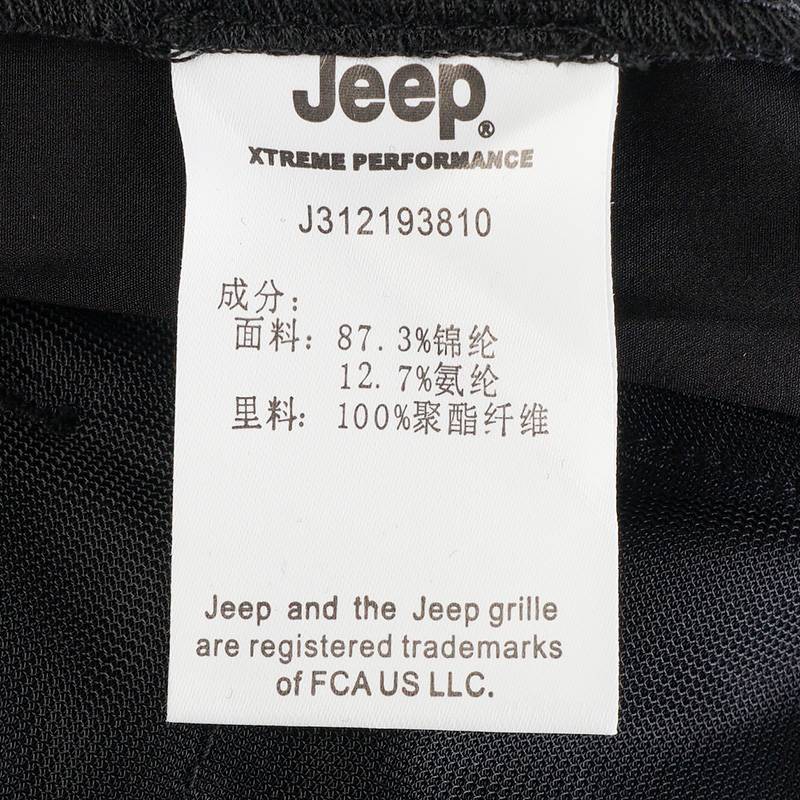 Jeep®
XTREME PERFORMANCE
J312193810
成分：
面料：87.3%锦纶
12.7%氨纶
里料：100%聚酯纤维
Jeep and the Jeep grille
are registered trademarks
of FCA US LLC.